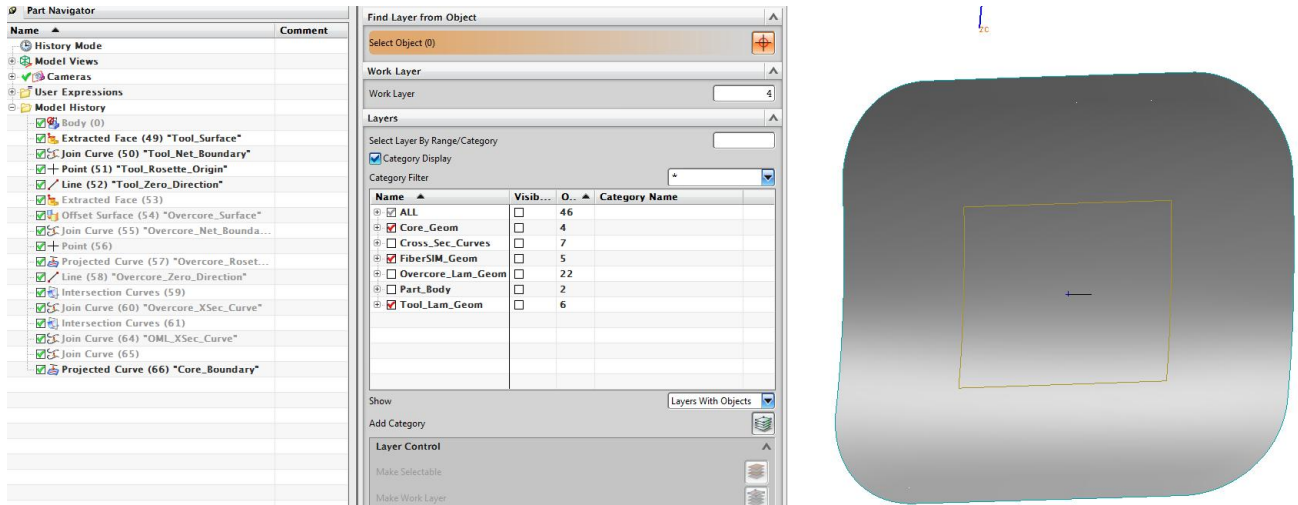 Part Navigator
Name Comment
History Mode
Model Views
Cameras
User Expressions
Model History
Body (0)
Extracted Face (49) "Tool_Surface"
Join Curve (50) "Tool_Net_Boundary"
Point (51) "Tool_Rosette_Origin"
Line (52) "Tool_Zero_Direction"
Extracted Face (53)
Offset Surface (54) "Overcore_Surface"
Join Curve (55) "Overcore_Net_Bounda...
Point (56)
Projected Curve (57) "Overcore_Roset...
Line (58) "Overcore_Zero_Direction"
Intersection Curves (59)
Join Curve (60) "Overcore_XSec_Curve"
Intersection Curves (61)
Join Curve (64) "OML_XSec_Curve"
Join Curve (65)
Projected Curve (66) "Core_Boundary"
Find Layer from Object
Select Object (0)
Work Layer
Work Layer 4
Layers
Select Layer By Range/Category
Category Display
Category Filter *
Name Visib... O.. Category Name
ALL 46
Core_Geom 4
Cross_Sec_Curves 7
FiberSIM_Geom 5
Overcore_Lam_Geom 22
Part_Body 2
Tool_Lam_Geom 6
Show Layers With Objects
Add Category
Layer Control
Make Selectable
Make Work Layer